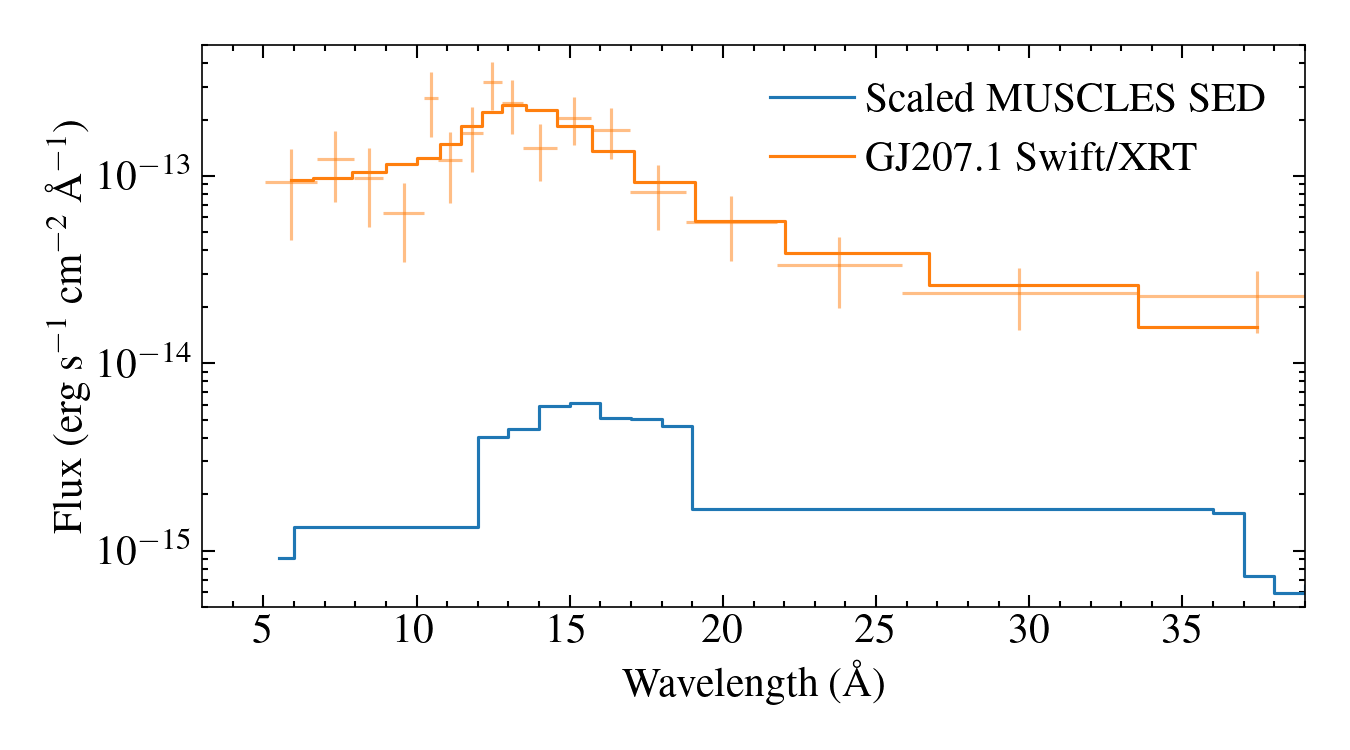 Scaled MUSCLES SED
GJ207.1 Swift/XRT
Flux (erg s⁻¹ cm⁻² Å⁻¹)
10⁻¹³
10⁻¹⁴
10⁻¹⁵
5 10 15 20 25 30 35
Wavelength (Å)